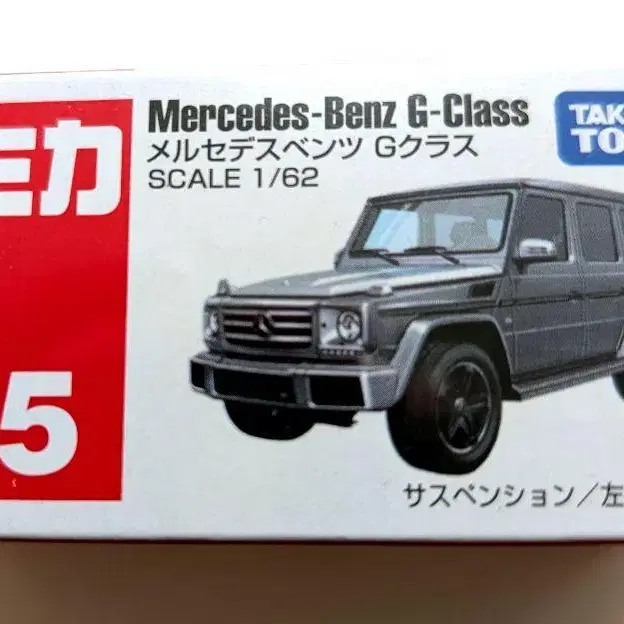 Mercedes-Benz G-Class
メルセデスベンツ Gクラス
SCALE 1/62
TAK
TO
ミカ
5
サスペンション/左